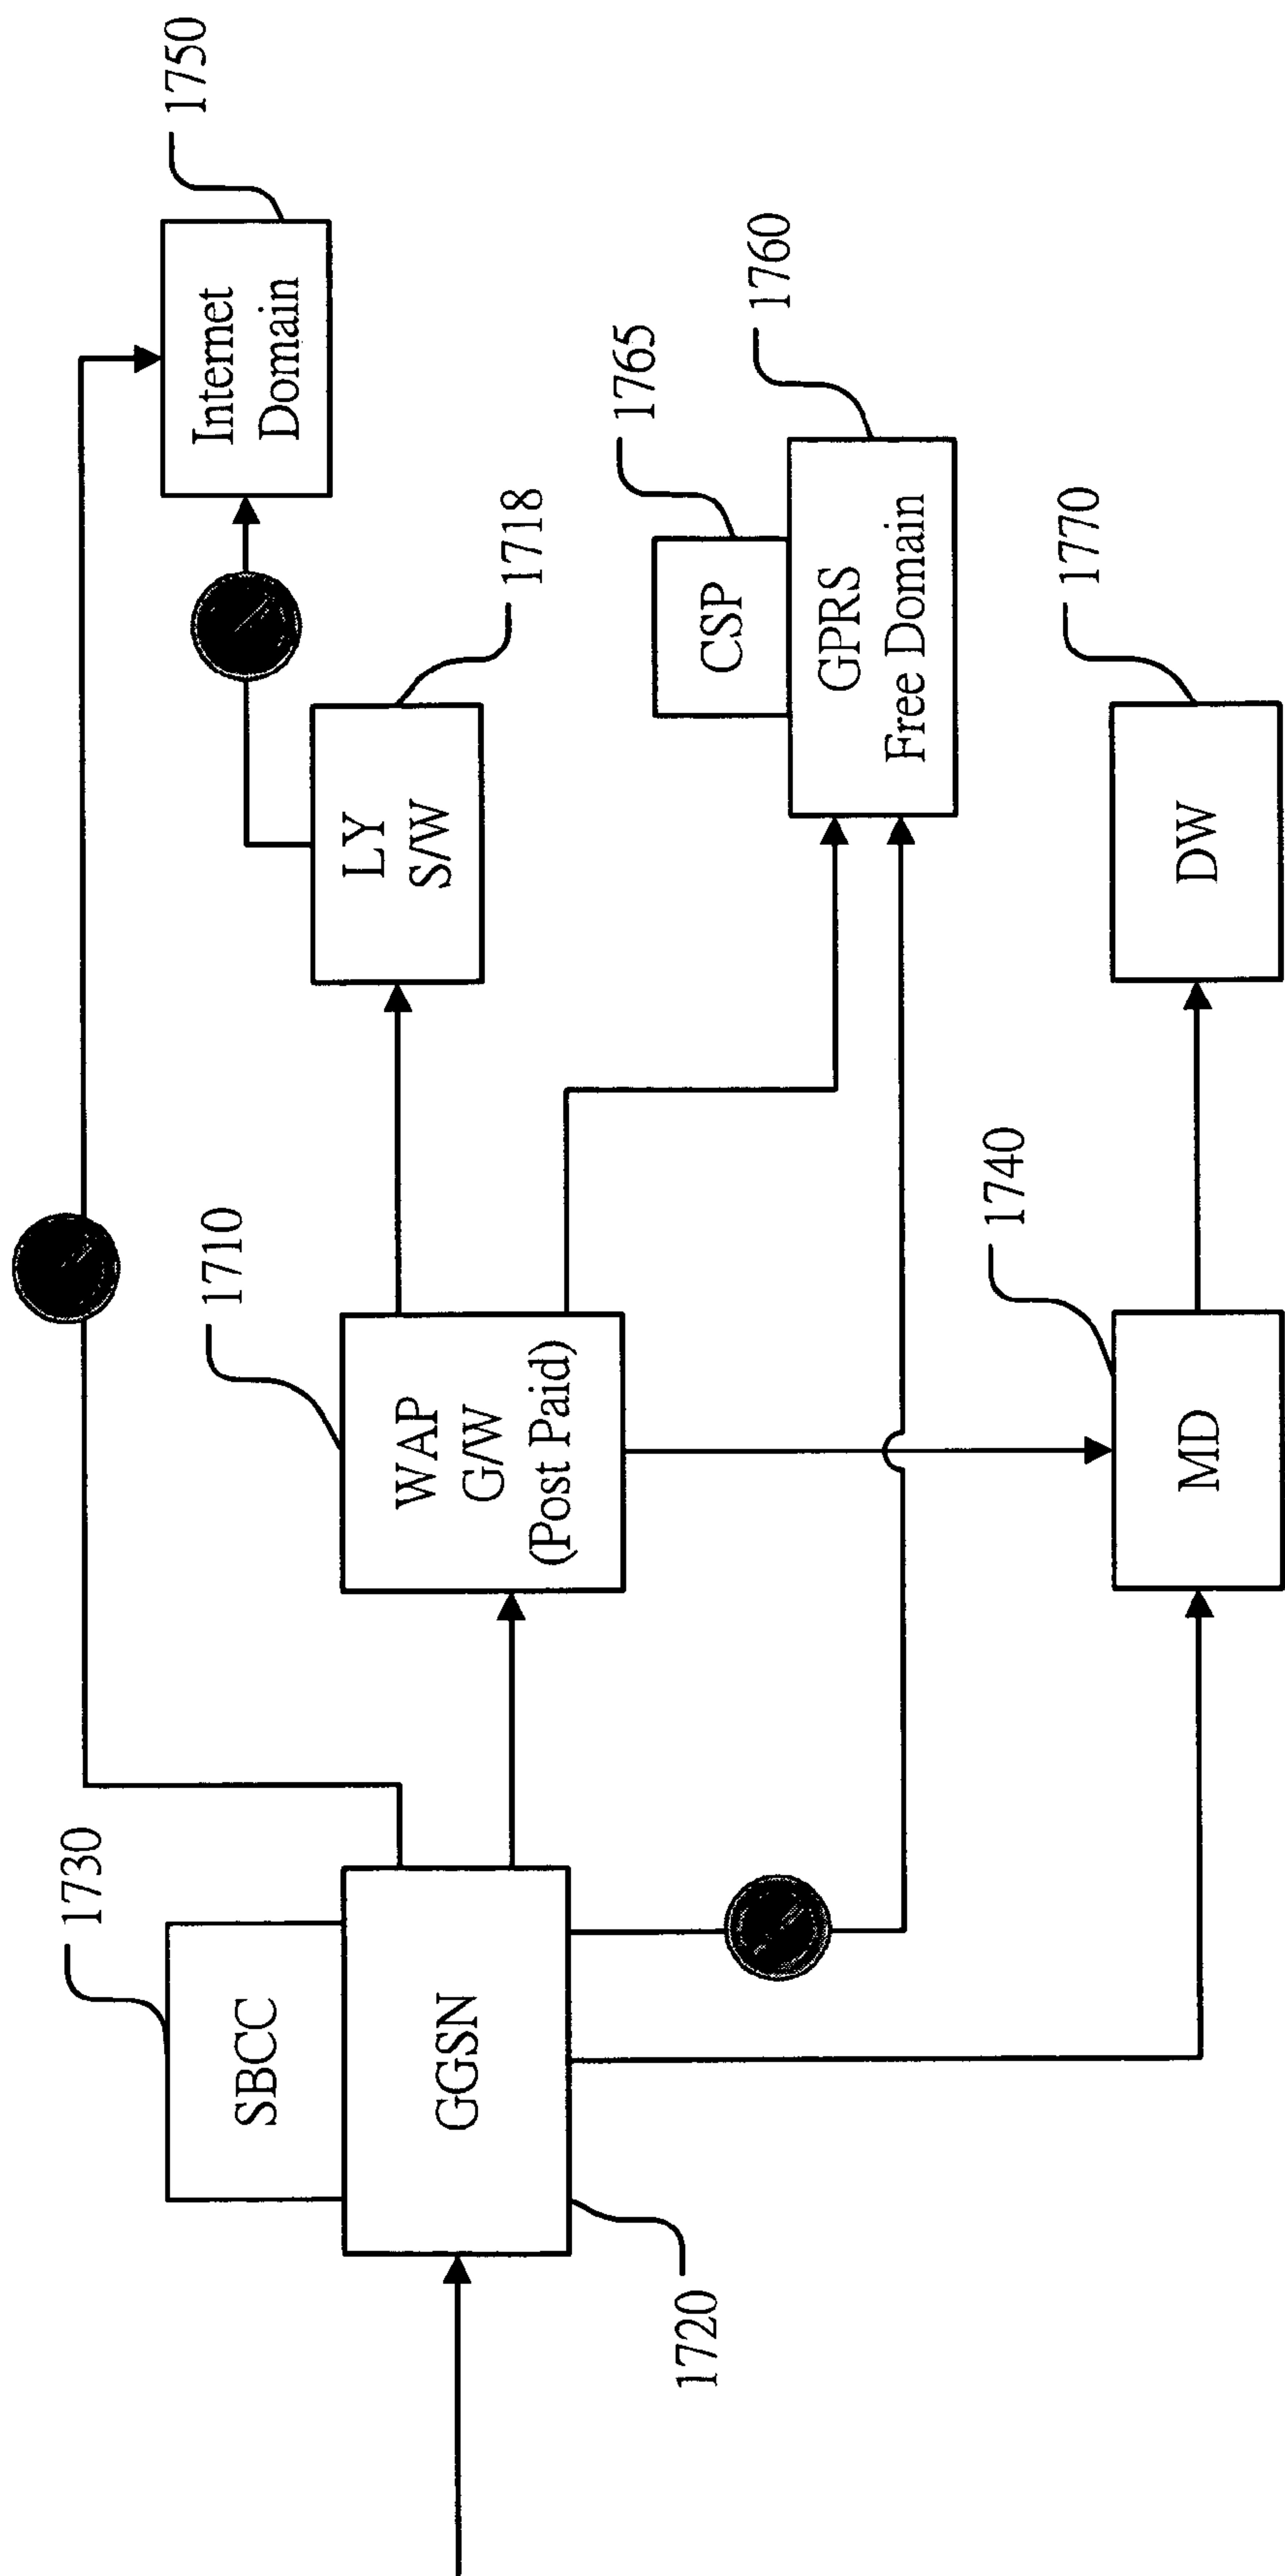 1750
Internet
Domain
1718
LY
S/W
1765
CSP
1760
GPRS
Free Domain
1770
DW
1710
WAP
G/W
(Post Paid)
1740
MD
1730
SBCC
GGSN
1720